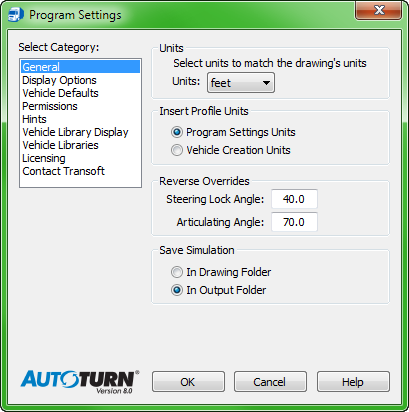 Program Settings
Select Category:
General
Display Options
Vehicle Defaults
Permissions
Hints
Vehicle Library Display
Vehicle Libraries
Licensing
Contact Transoft
Units
Select units to match the drawing's units
Units: feet
Insert Profile Units
Program Settings Units
Vehicle Creation Units
Reverse Overrides
Steering Lock Angle: 40.0
Articulating Angle: 70.0
Save Simulation
In Drawing Folder
In Output Folder
AUTOTURN®
Version 8.0
OK Cancel Help